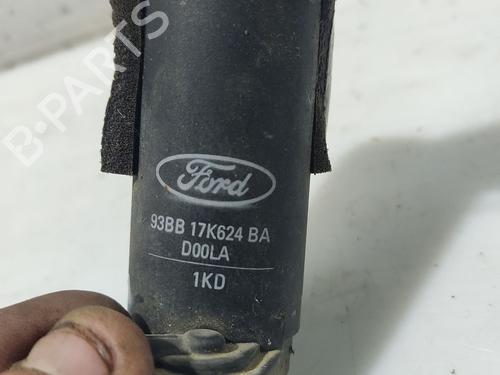 B-PARTS
Ford
93BB 17K624 BA
D00LA
1KD